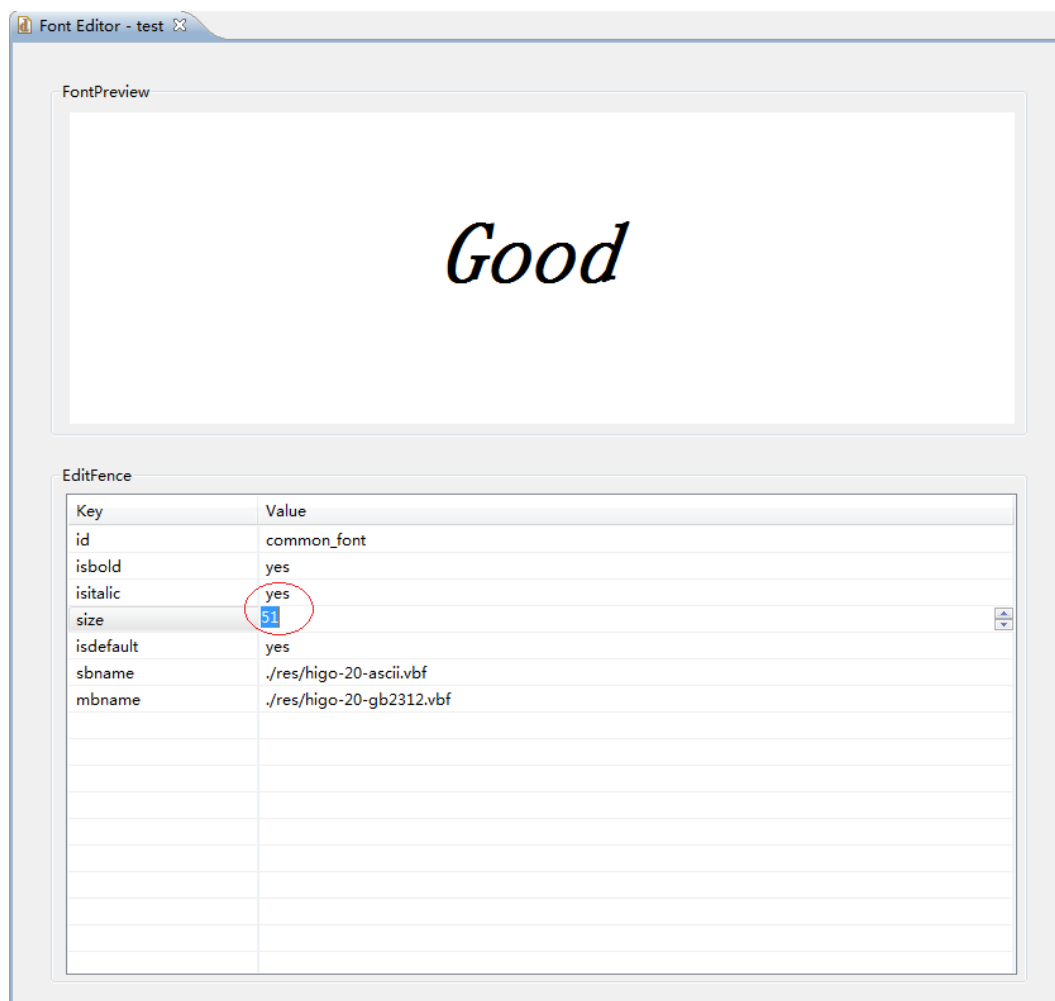 Font Editor - test
FontPreview
Good
EditFence
Key Value
id common_font
isbold yes
isitalic yes
size 51
isdefault yes
sbname ./res/higo-20-ascii.vbf
mbname ./res/higo-20-gb2312.vbf